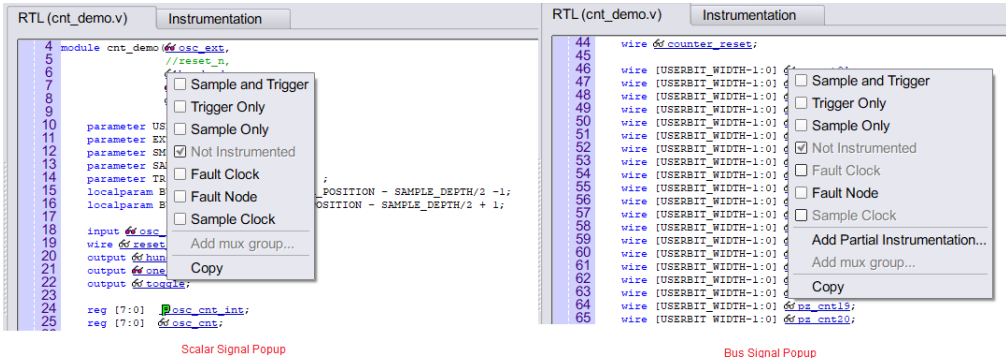 RTL (cnt_demo.v) Instrumentation
4 module cnt_demo(osc_ext,
5 //reset_n,
6
7
8
9
10 parameter US
11 parameter EX
12 parameter SM
13 parameter SA
14 parameter TR ;
15 localparam B _POSITION - SAMPLE_DEPTH/2 -1;
16 localparam B OSITION - SAMPLE_DEPTH/2 + 1;
17
18 input osc_
19 wire reset
20 output hun
21 output one
22 output toggle;
23
24 reg [7:0] P osc_cnt_int;
25 reg [7:0] osc_cnt;
Sample and Trigger
Trigger Only
Sample Only
Not Instrumented
Fault Clock
Fault Node
Sample Clock
Add mux group...
Copy
Scalar Signal Popup
RTL (cnt_demo.v) Instrumentation
44 wire counter_reset;
45
46 wire [USERBIT_WIDTH-1:0]
47 wire [USERBIT_WIDTH-1:0]
48 wire [USERBIT_WIDTH-1:0]
49 wire [USERBIT_WIDTH-1:0]
50 wire [USERBIT_WIDTH-1:0]
51 wire [USERBIT_WIDTH-1:0]
52 wire [USERBIT_WIDTH-1:0]
53 wire [USERBIT_WIDTH-1:0]
54 wire [USERBIT_WIDTH-1:0]
55 wire [USERBIT_WIDTH-1:0]
56 wire [USERBIT_WIDTH-1:0]
57 wire [USERBIT_WIDTH-1:0]
58 wire [USERBIT_WIDTH-1:0]
59 wire [USERBIT_WIDTH-1:0]
60 wire [USERBIT_WIDTH-1:0]
61 wire [USERBIT_WIDTH-1:0]
62 wire [USERBIT_WIDTH-1:0]
63 wire [USERBIT_WIDTH-1:0]
64 wire [USERBIT_WIDTH-1:0] pz_cnt19;
65 wire [USERBIT_WIDTH-1:0] pz_cnt20;
Sample and Trigger
Trigger Only
Sample Only
Not Instrumented
Fault Clock
Fault Node
Sample Clock
Add Partial Instrumentation...
Add mux group...
Copy
Bus Signal Popup